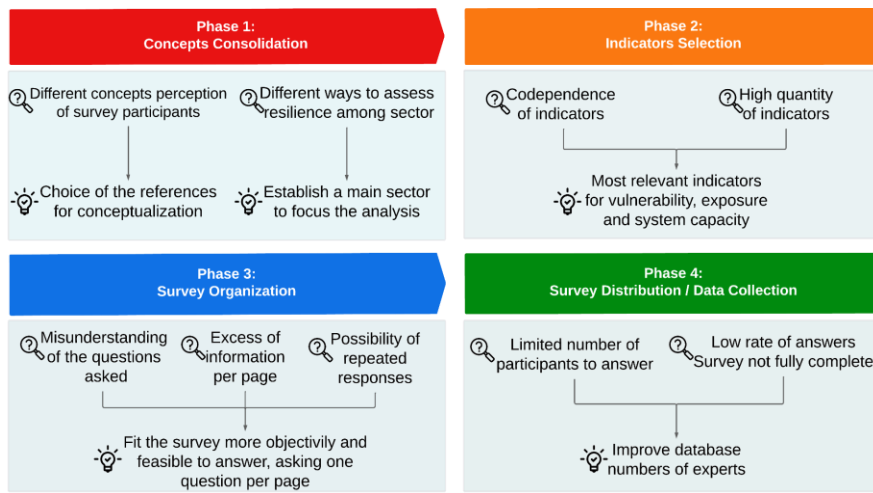 Phase 1:
Concepts Consolidation
Different concepts perception
of survey participants
Different ways to assess
resilience among sector
Choice of the references
for conceptualization
Establish a main sector
to focus the analysis
Phase 2:
Indicators Selection
Codependence
of indicators
High quantity
of indicators
Most relevant indicators
for vulnerability, exposure
and system capacity
Phase 3:
Survey Organization
Misunderstanding
of the questions
asked
Excess of
information
per page
Possibility of
repeated
responses
Fit the survey more objectivily and
feasible to answer, asking one
question per page
Phase 4:
Survey Distribution / Data Collection
Limited number of
participants to answer
Low rate of answers
Survey not fully complete
Improve database
numbers of experts